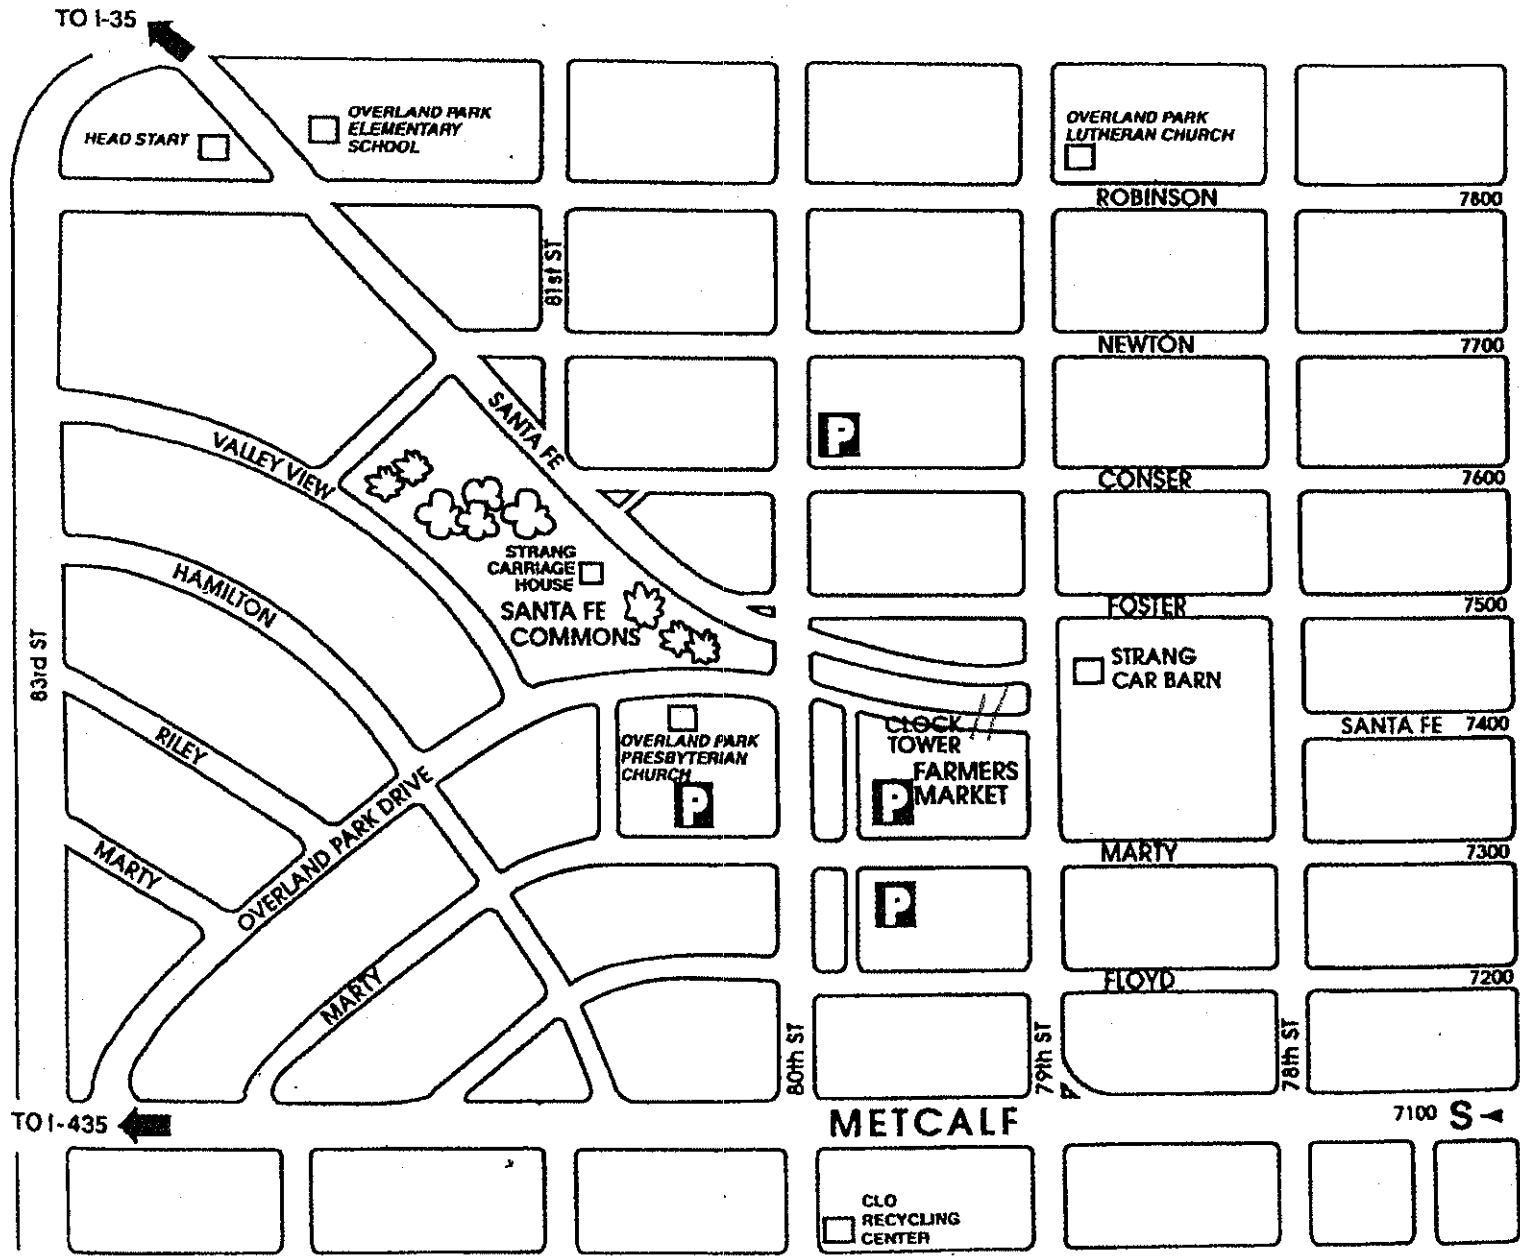 TO I-35
HEAD START
OVERLAND PARK
ELEMENTARY
SCHOOL
OVERLAND PARK
LUTHERAN CHURCH
ROBINSON
7800
81st ST
NEWTON
7700
SANTA FE
P
VALLEY VIEW
CONSER
7600
STRANG
CARRIAGE
HOUSE
SANTA FE
COMMONS
HAMILTON
FOSTER
7500
83rd ST
STRANG
CAR BARN
RILEY
OVERLAND PARK
PRESBYTERIAN
CHURCH
P
CLOCK
TOWER
FARMERS
MARKET
P
SANTA FE 7400
MARTY
OVERLAND PARK DRIVE
MARTY
7300
P
MARTY
FLOYD
7200
80th ST
79th ST
78th ST
TO I-435
METCALF
7100 S
CLO
RECYCLING
CENTER